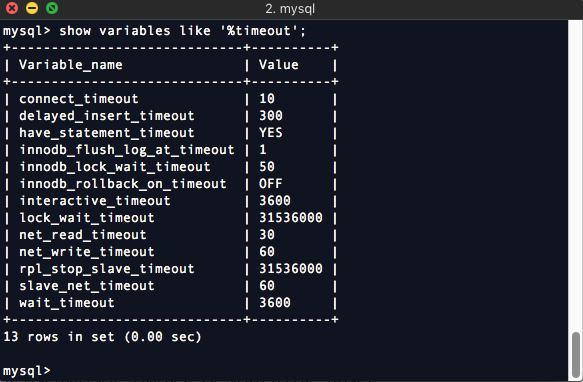 2. mysql
mysql> show variables like '%timeout';
+----------------------------+----------+
| Variable_name              | Value    |
+----------------------------+----------+
| connect_timeout            | 10       |
| delayed_insert_timeout     | 300      |
| have_statement_timeout     | YES      |
| innodb_flush_log_at_timeout | 1        |
| innodb_lock_wait_timeout   | 50       |
| innodb_rollback_on_timeout | OFF      |
| interactive_timeout        | 3600     |
| lock_wait_timeout          | 31536000 |
| net_read_timeout           | 30       |
| net_write_timeout          | 60       |
| rpl_stop_slave_timeout     | 31536000 |
| slave_net_timeout          | 60       |
| wait_timeout               | 3600     |
+----------------------------+----------+
13 rows in set (0.00 sec)
mysql>